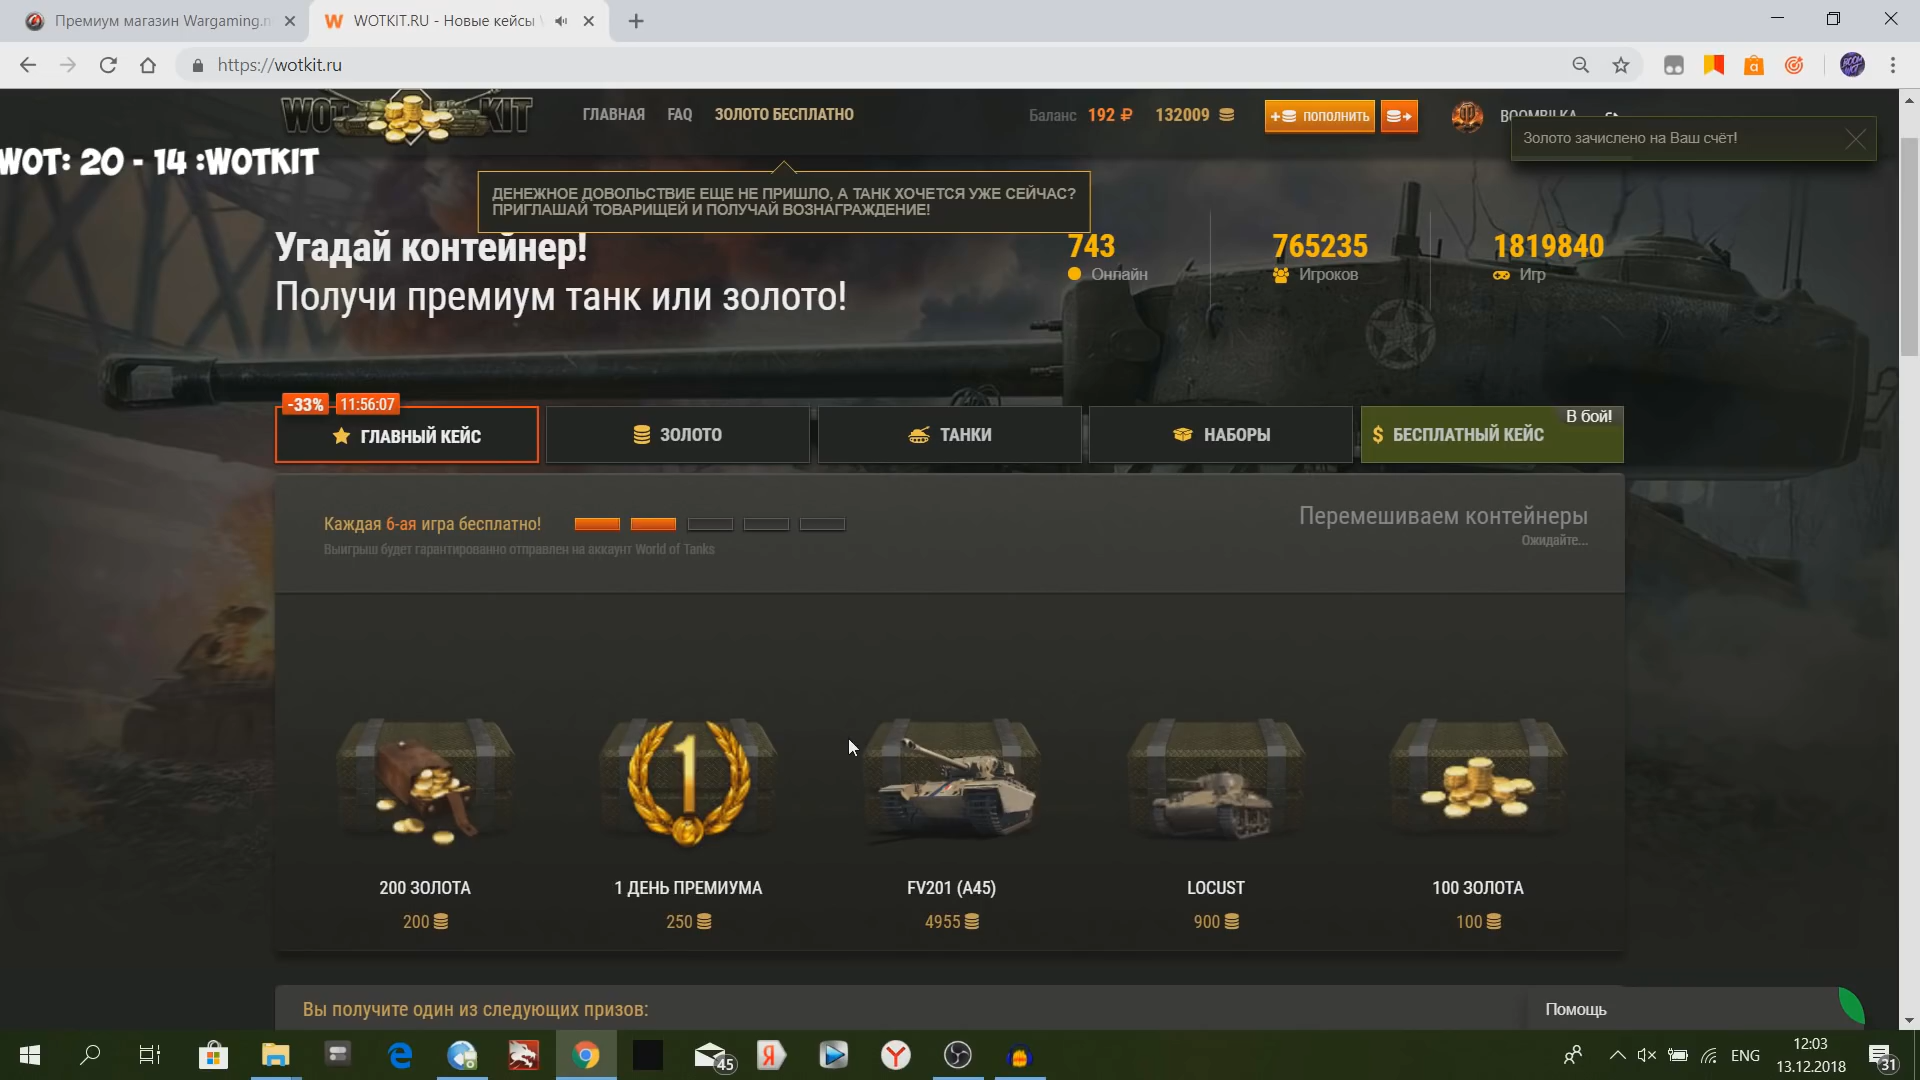 Премиум магазин Wargaming.n
WOTKIT.RU - Новые кейсы
https://wotkit.ru
WOT KIT
ГЛАВНАЯ
FAQ
ЗОЛОТО БЕСПЛАТНО
Баланс 192 ₽
132009
ПОПОЛНИТЬ
BOOMBILKA
Золото зачислено на Ваш счёт!
WOT: 20 - 14 :WOTKIT
ДЕНЕЖНОЕ ДОВОЛЬСТВИЕ ЕЩЕ НЕ ПРИШЛО, А ТАНК ХОЧЕТСЯ УЖЕ СЕЙЧАС?
ПРИГЛАШАЙ ТОВАРИЩЕЙ И ПОЛУЧАЙ ВОЗНАГРАЖДЕНИЕ!
Угадай контейнер!
Получи премиум танк или золото!
743
Онлайн
765235
Игроков
1819840
Игр
-33%
11:56:07
ГЛАВНЫЙ КЕЙС
ЗОЛОТО
ТАНКИ
НАБОРЫ
$ БЕСПЛАТНЫЙ КЕЙС
В бой!
Каждая 6-ая игра бесплатно!
Выигрыш будет гарантированно отправлен на аккаунт World of Tanks
Перемешиваем контейнеры
Ожидайте...
1
200 ЗОЛОТА
200
1 ДЕНЬ ПРЕМИУМА
250
FV201 (A45)
4955
LOCUST
900
100 ЗОЛОТА
100
Вы получите один из следующих призов:
Помощь
45
ENG
12:03
13.12.2018
31